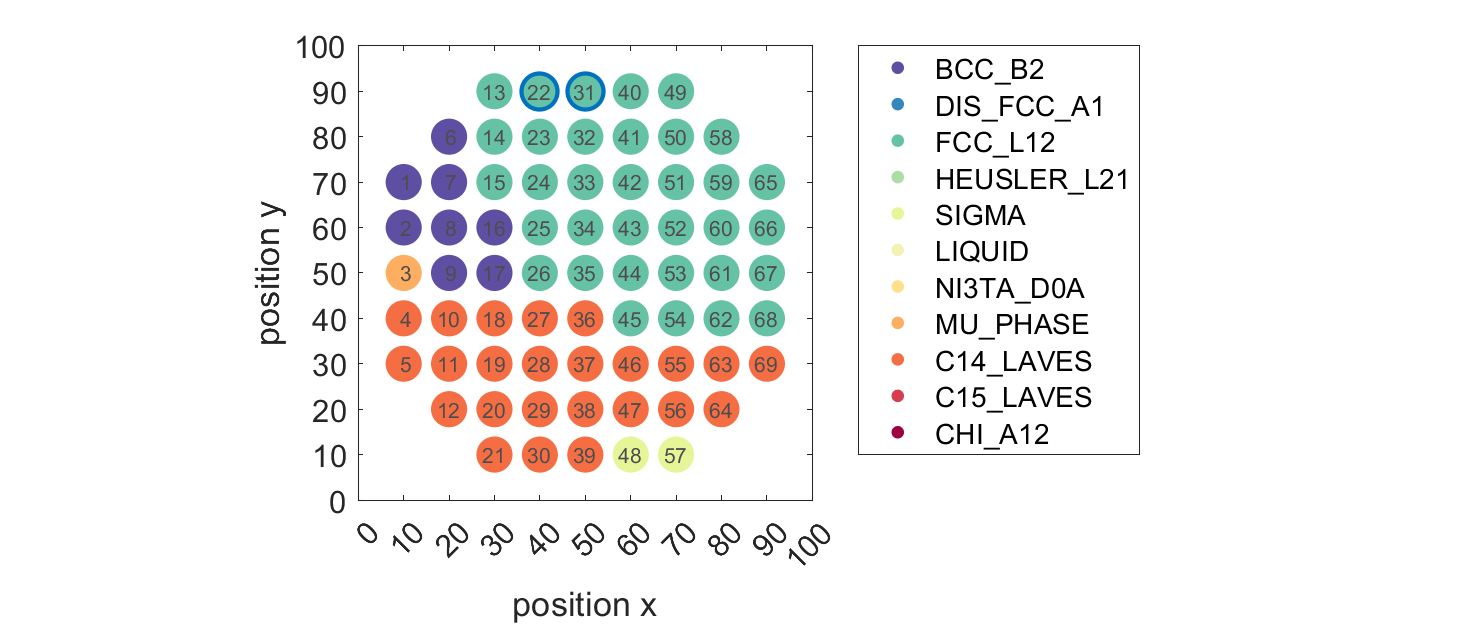 100
90
80
70
60
50
40
30
20
10
0
position y
13 22 31 40 49
6 14 23 32 41 50 58
1 7 15 24 33 42 51 59 65
2 8 16 25 34 43 52 60 66
3 9 17 26 35 44 53 61 67
4 10 18 27 36 45 54 62 68
5 11 19 28 37 46 55 63 69
12 20 29 38 47 56 64
21 30 39 48 57
0 10 20 30 40 50 60 70 80 90 100
position x
BCC_B2
DIS_FCC_A1
FCC_L12
HEUSLER_L21
SIGMA
LIQUID
NI3TA_D0A
MU_PHASE
C14_LAVES
C15_LAVES
CHI_A12